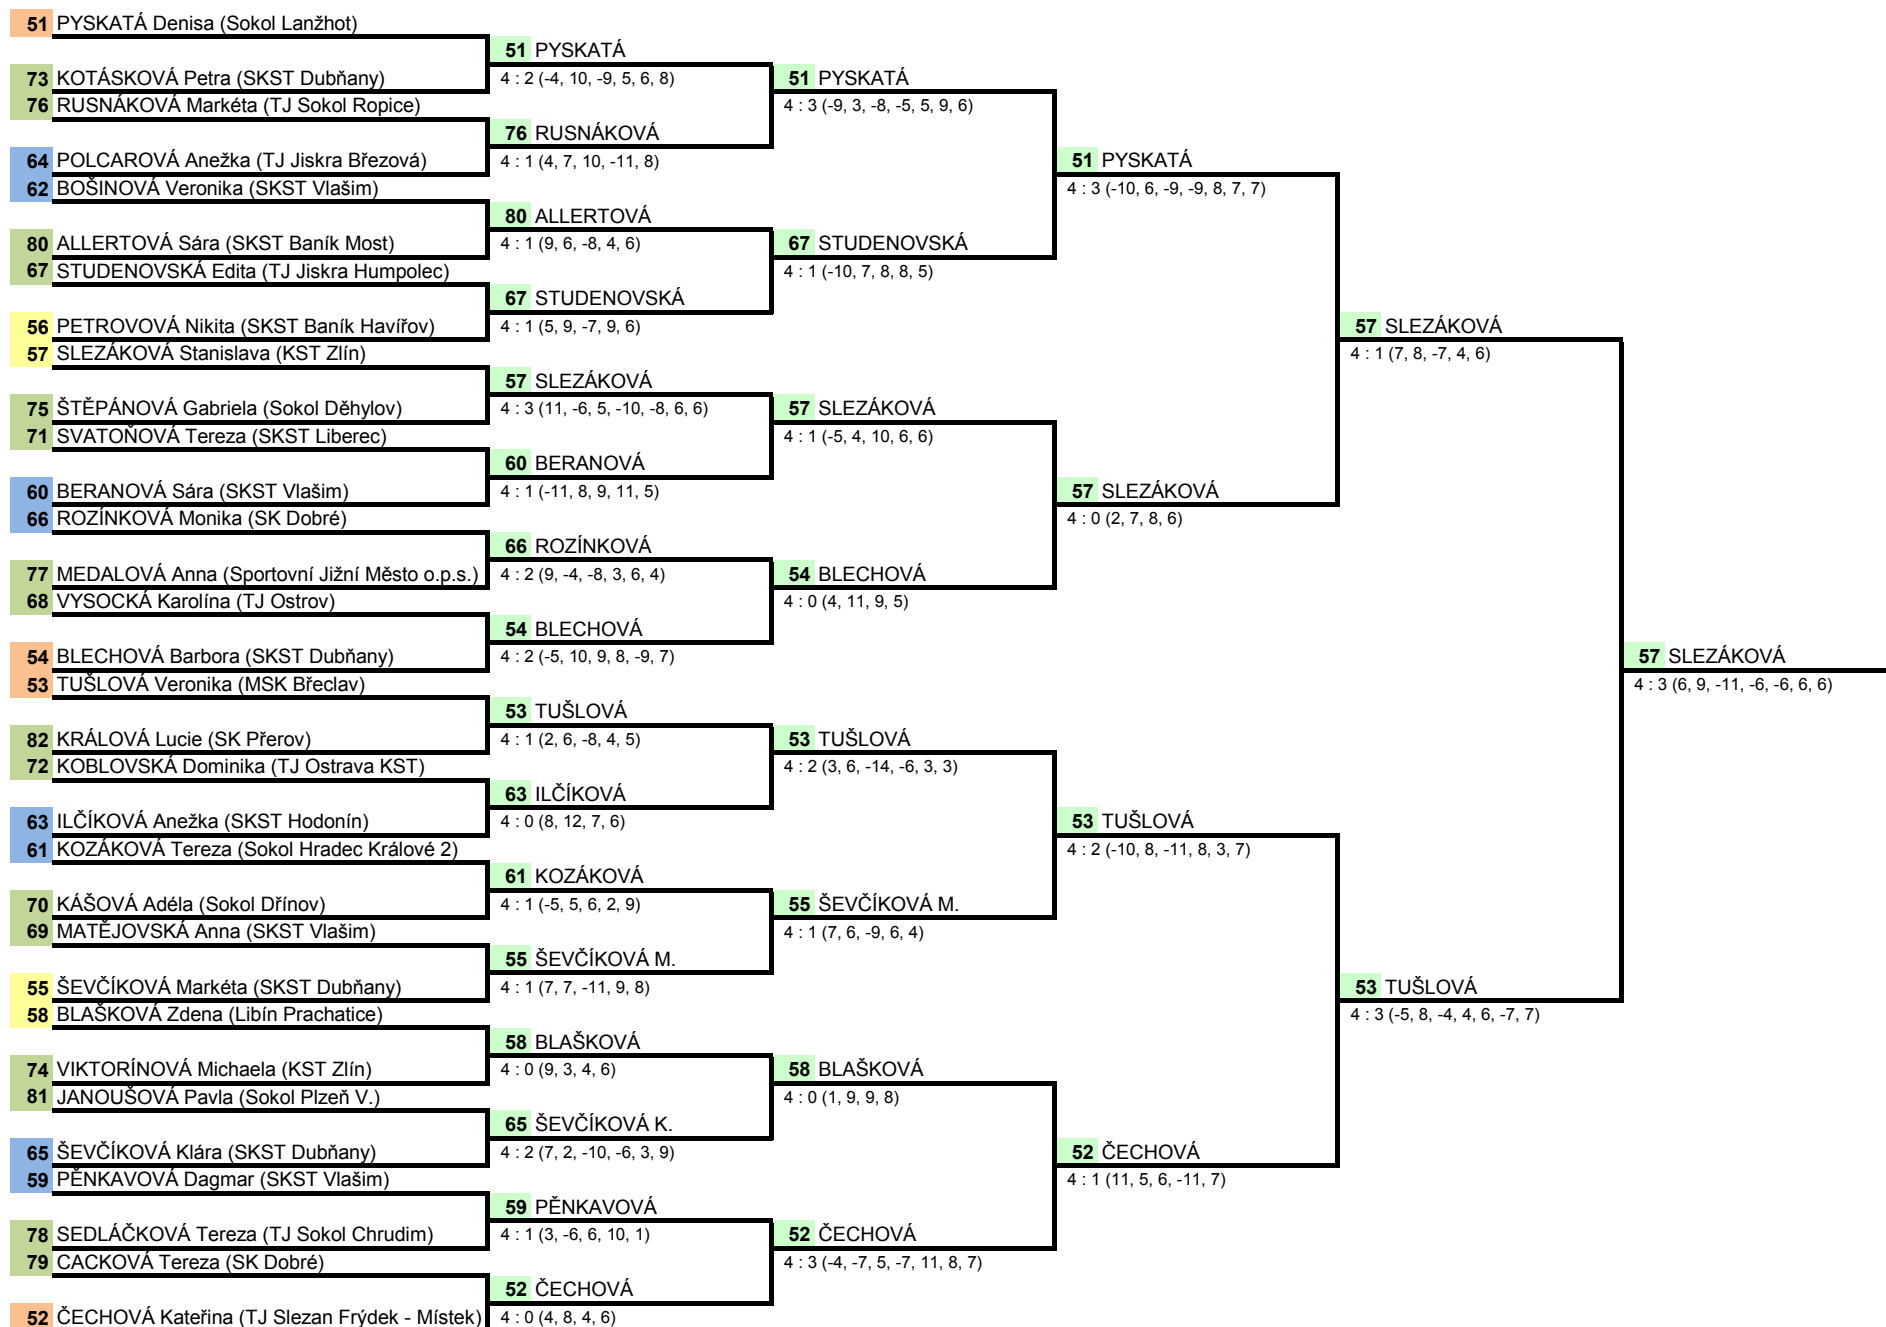 51 PYSKATÁ Denisa (Sokol Lanžhot)
51 PYSKATÁ
73 KOTÁSKOVÁ Petra (SKST Dubňany)
4 : 2 (-4, 10, -9, 5, 6, 8)
51 PYSKATÁ
76 RUSNÁKOVÁ Markéta (TJ Sokol Ropice)
4 : 3 (-9, 3, -8, -5, 5, 9, 6)
76 RUSNÁKOVÁ
64 POLCAROVÁ Anežka (TJ Jiskra Březová)
4 : 1 (4, 7, 10, -11, 8)
51 PYSKATÁ
62 BOŠINOVÁ Veronika (SKST Vlašim)
4 : 3 (-10, 6, -9, -9, 8, 7, 7)
80 ALLERTOVÁ
80 ALLERTOVÁ Sára (SKST Baník Most)
4 : 1 (9, 6, -8, 4, 6)
67 STUDENOVSKÁ
67 STUDENOVSKÁ Edita (TJ Jiskra Humpolec)
4 : 1 (-10, 7, 8, 8, 5)
67 STUDENOVSKÁ
56 PETROVOVÁ Nikita (SKST Baník Havířov)
4 : 1 (5, 9, -7, 9, 6)
57 SLEZÁKOVÁ
57 SLEZÁKOVÁ Stanislava (KST Zlín)
4 : 1 (7, 8, -7, 4, 6)
57 SLEZÁKOVÁ
75 ŠTĚPÁNOVÁ Gabriela (Sokol Děhylov)
4 : 3 (11, -6, 5, -10, -8, 6, 6)
57 SLEZÁKOVÁ
71 SVATOŇOVÁ Tereza (SKST Liberec)
4 : 1 (-5, 4, 10, 6, 6)
60 BERANOVÁ
60 BERANOVÁ Sára (SKST Vlašim)
4 : 1 (-11, 8, 9, 11, 5)
57 SLEZÁKOVÁ
66 ROZÍNKOVÁ Monika (SK Dobré)
4 : 0 (2, 7, 8, 6)
66 ROZÍNKOVÁ
77 MEDALOVÁ Anna (Sportovní Jižní Město o.p.s.)
4 : 2 (9, -4, -8, 3, 6, 4)
54 BLECHOVÁ
68 VYSOCKÁ Karolína (TJ Ostrov)
4 : 0 (4, 11, 9, 5)
54 BLECHOVÁ
54 BLECHOVÁ Barbora (SKST Dubňany)
4 : 2 (-5, 10, 9, 8, -9, 7)
57 SLEZÁKOVÁ
53 TUŠLOVÁ Veronika (MSK Břeclav)
4 : 3 (6, 9, -11, -6, -6, 6, 6)
53 TUŠLOVÁ
82 KRÁLOVÁ Lucie (SK Přerov)
4 : 1 (2, 6, -8, 4, 5)
53 TUŠLOVÁ
72 KOBLOVSKÁ Dominika (TJ Ostrava KST)
4 : 2 (3, 6, -14, -6, 3, 3)
63 ILČÍKOVÁ
63 ILČÍKOVÁ Anežka (SKST Hodonín)
4 : 0 (8, 12, 7, 6)
53 TUŠLOVÁ
61 KOZÁKOVÁ Tereza (Sokol Hradec Králové 2)
4 : 2 (-10, 8, -11, 8, 3, 7)
61 KOZÁKOVÁ
70 KÁŠOVÁ Adéla (Sokol Dřínov)
4 : 1 (-5, 5, 6, 2, 9)
55 ŠEVČÍKOVÁ M.
69 MATĚJOVSKÁ Anna (SKST Vlašim)
4 : 1 (7, 6, -9, 6, 4)
55 ŠEVČÍKOVÁ M.
55 ŠEVČÍKOVÁ Markéta (SKST Dubňany)
4 : 1 (7, 7, -11, 9, 8)
53 TUŠLOVÁ
58 BLAŠKOVÁ Zdena (Libín Prachatice)
4 : 3 (-5, 8, -4, 4, 6, -7, 7)
58 BLAŠKOVÁ
74 VIKTORÍNOVÁ Michaela (KST Zlín)
4 : 0 (9, 3, 4, 6)
58 BLAŠKOVÁ
81 JANOUŠOVÁ Pavla (Sokol Plzeň V.)
4 : 0 (1, 9, 9, 8)
65 ŠEVČÍKOVÁ K.
65 ŠEVČÍKOVÁ Klára (SKST Dubňany)
4 : 2 (7, 2, -10, -6, 3, 9)
52 ČECHOVÁ
59 PĚNKAVOVÁ Dagmar (SKST Vlašim)
4 : 1 (11, 5, 6, -11, 7)
59 PĚNKAVOVÁ
78 SEDLÁČKOVÁ Tereza (TJ Sokol Chrudim)
4 : 1 (3, -6, 6, 10, 1)
52 ČECHOVÁ
79 CACKOVÁ Tereza (SK Dobré)
4 : 3 (-4, -7, 5, -7, 11, 8, 7)
52 ČECHOVÁ
52 ČECHOVÁ Kateřina (TJ Slezan Frýdek - Místek)
4 : 0 (4, 8, 4, 6)